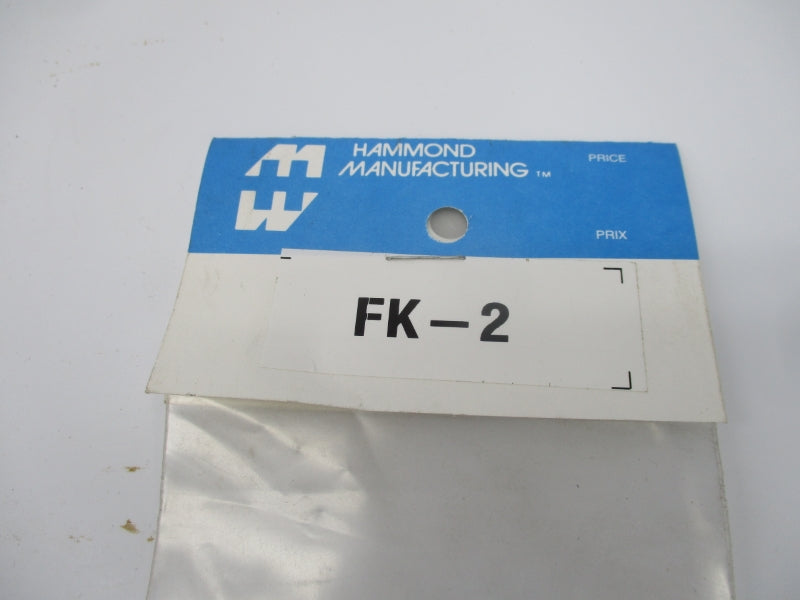 HAMMOND
MANUFACTURING ™
PRICE
PRIX
FK-2